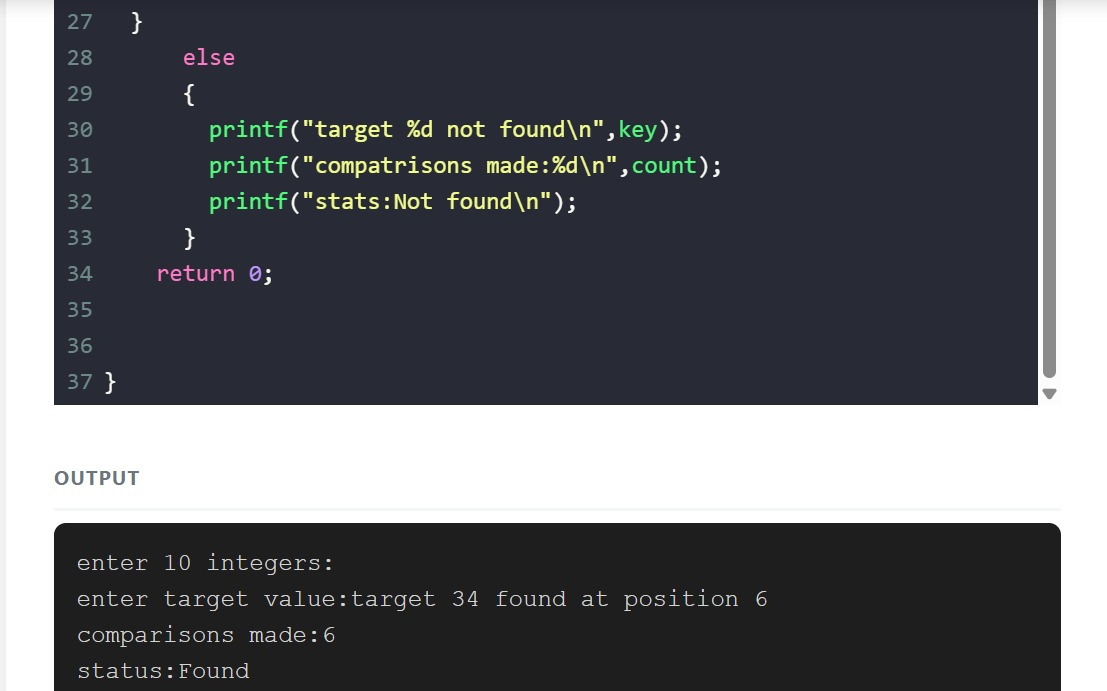 27 }
28 else
29 {
30 printf("target %d not found\n",key);
31 printf("compatrisons made:%d\n",count);
32 printf("stats:Not found\n");
33 }
34 return 0;
35
36
37 }
OUTPUT
enter 10 integers:
enter target value:target 34 found at position 6
comparisons made:6
status:Found